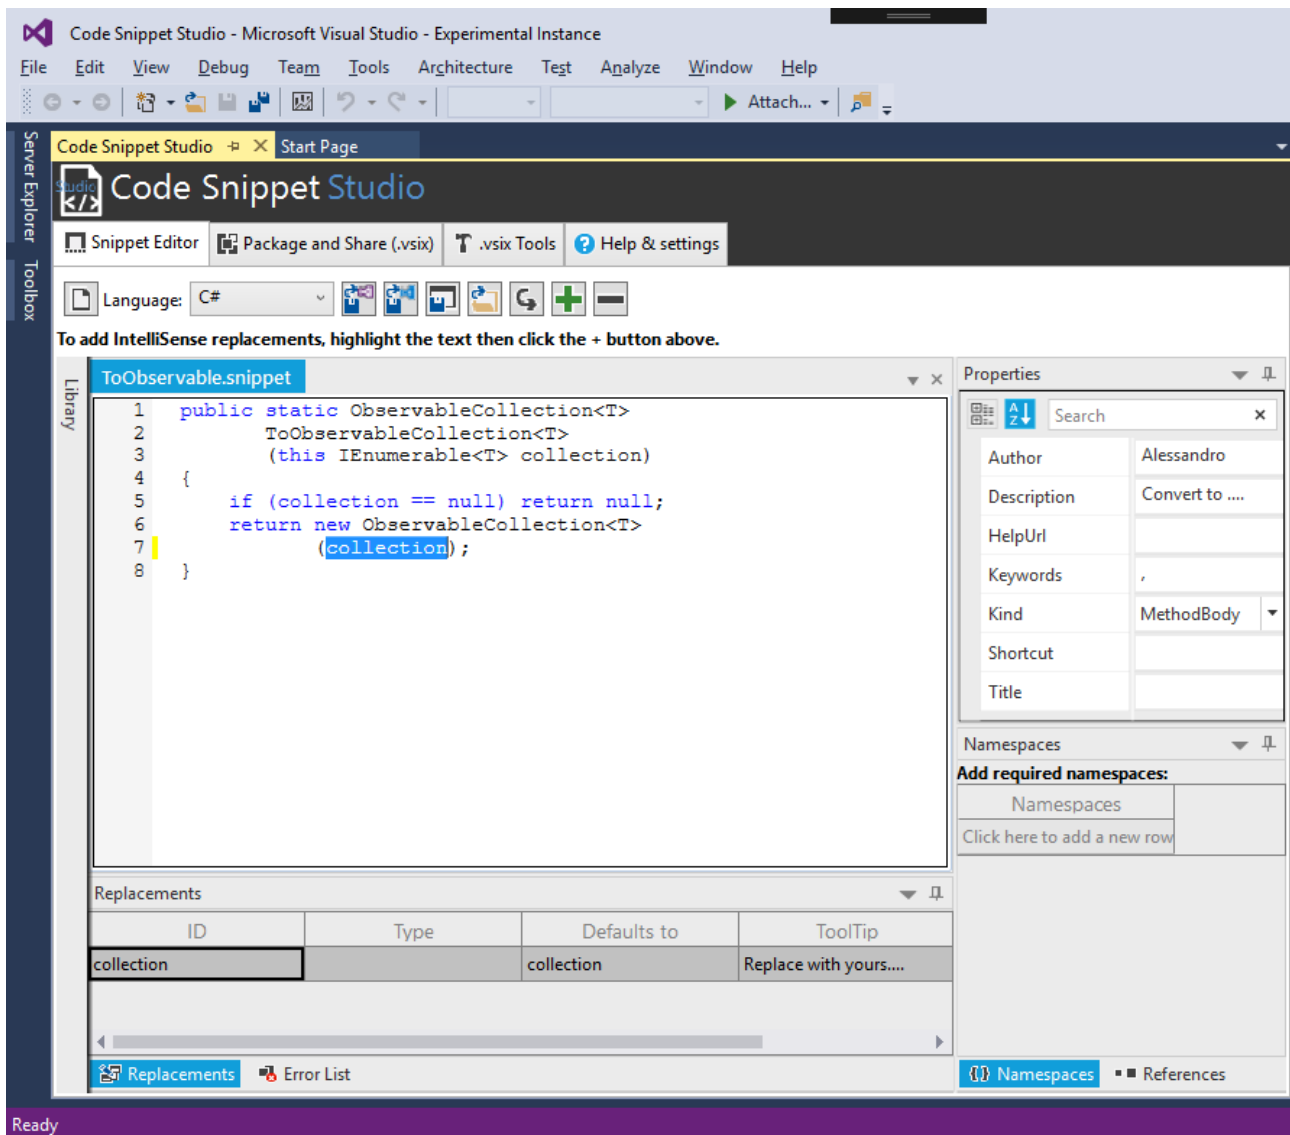 Code Snippet Studio - Microsoft Visual Studio - Experimental Instance
File Edit View Debug Team Tools Architecture Test Analyze Window Help
Attach...
Server Explorer
Toolbox
Code Snippet Studio Start Page
Studio </> Code Snippet Studio
Snippet Editor Package and Share (.vsix) .vsix Tools ? Help & settings
Language: C#
To add IntelliSense replacements, highlight the text then click the + button above.
Library
ToObservable.snippet
1 public static ObservableCollection<T>
2 ToObservableCollection<T>
3 (this IEnumerable<T> collection)
4 {
5 if (collection == null) return null;
6 return new ObservableCollection<T>
7 (collection);
8 }
Properties
A Z Search
Author Alessandro
Description Convert to ....
HelpUrl
Keywords ,
Kind MethodBody
Shortcut
Title
Namespaces
Add required namespaces:
Namespaces
Click here to add a new row
Replacements
ID Type Defaults to ToolTip
collection collection Replace with yours....
Replacements Error List
{} Namespaces References
Ready